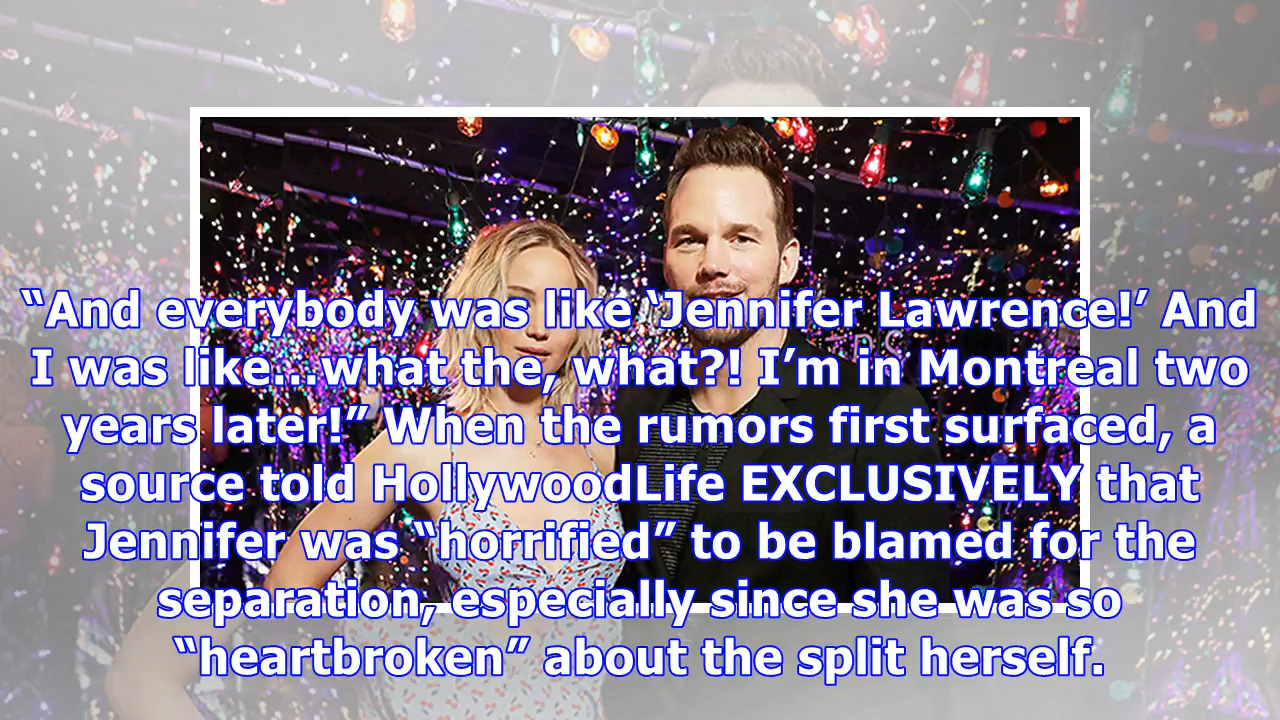 “And everybody was like ‘Jennifer Lawrence!’ And
I was like...what the, what?! I’m in Montreal two
years later!” When the rumors first surfaced, a
source told HollywoodLife EXCLUSIVELY that
Jennifer was “horrified” to be blamed for the
separation, especially since she was so
“heartbroken” about the split herself.